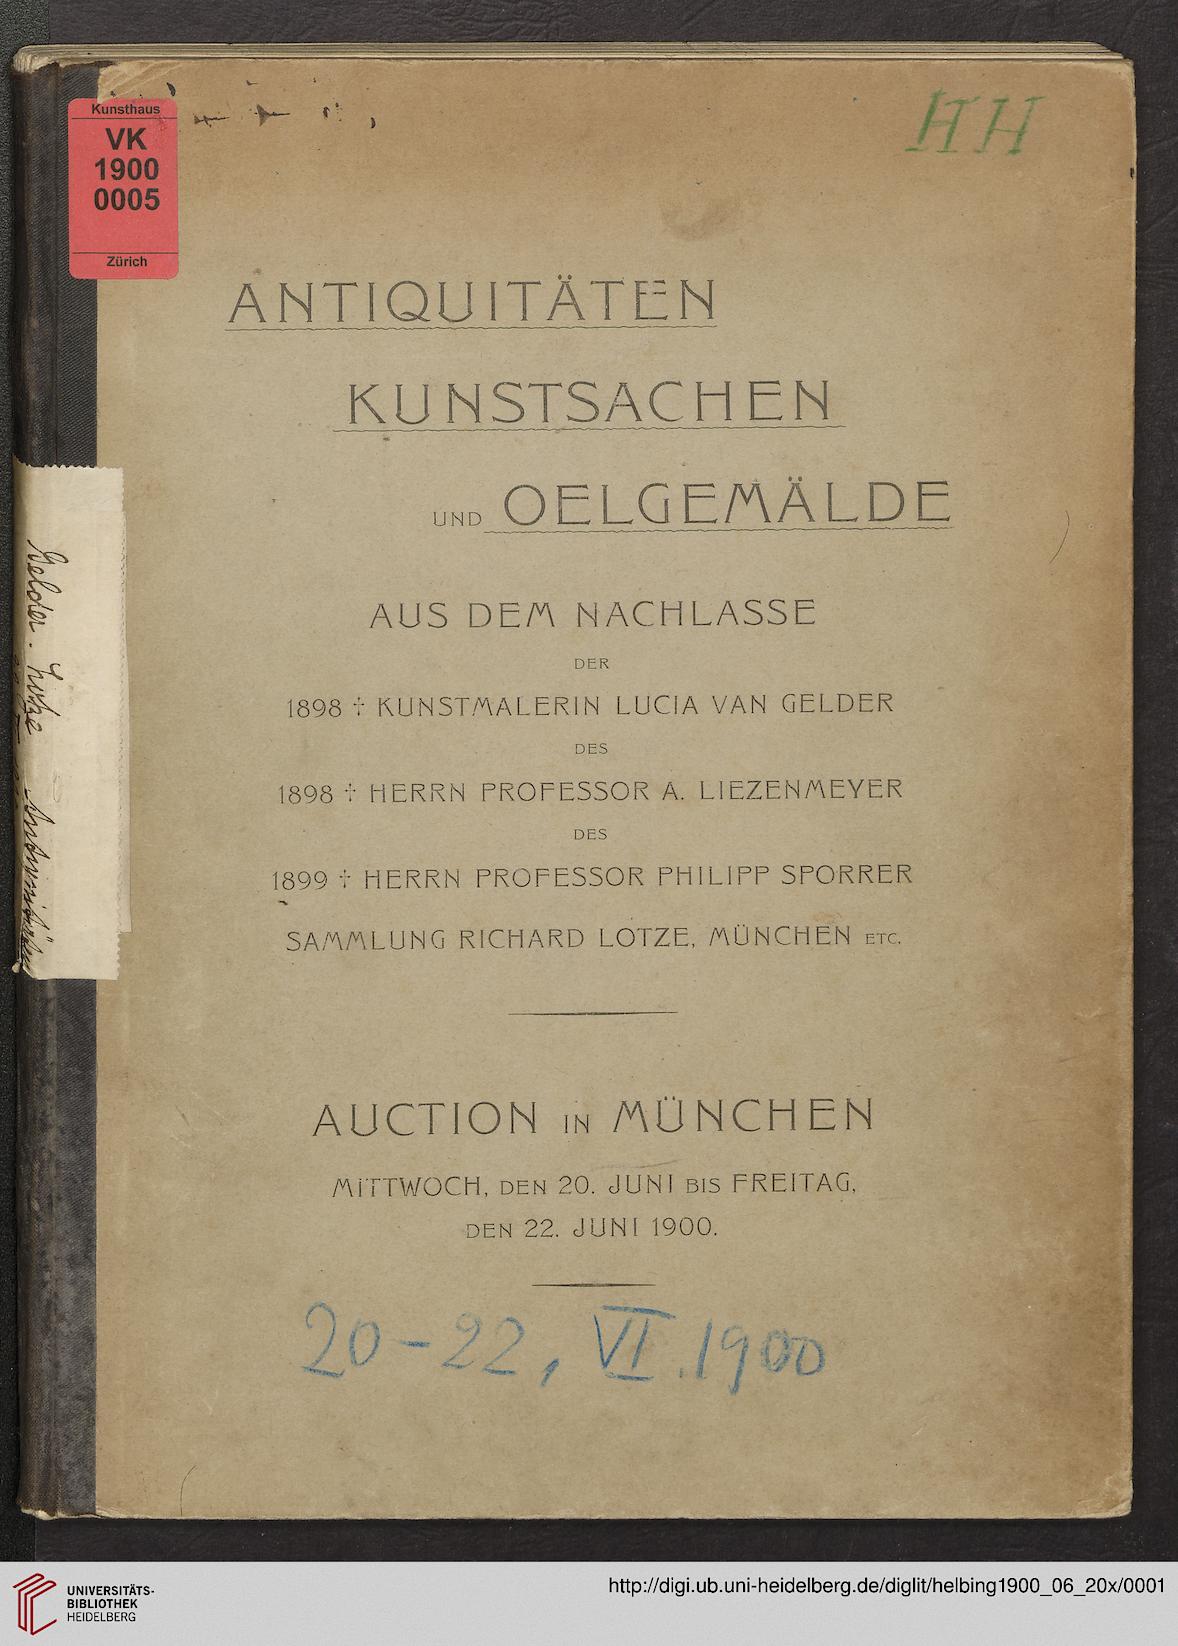 Kunsthaus
VK
1900
0005
Zürich
HH
ANTIQUITÄTEN
KUNSTSACHEN
UND OELGEMÄLDE
AUS DEM NACHLASSE
DER
1898 † KUNSTMALERIN LUCIA VAN GELDER
DES
1898 † HERRN PROFESSOR A. LIEZENMEYER
DES
1899 † HERRN PROFESSOR PHILIPP SPORRER
SAMMLUNG RICHARD LOTZE, MÜNCHEN ETC.
AUCTION IN MÜNCHEN
MITTWOCH, DEN 20. JUNI BIS FREITAG,
DEN 22. JUNI 1900.
20-22, VI. 1900
Gelder.
UNIVERSITÄTS-
BIBLIOTHEK
HEIDELBERG
http://digi.ub.uni-heidelberg.de/diglit/helbing1900_06_20x/0001